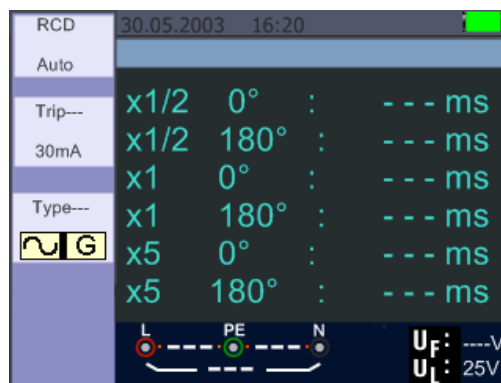 RCD
Auto
Trip---
30mA
Type---
G
30.05.2003 16:20
x1/2 0° : --- ms
x1/2 180° : --- ms
x1 0° : --- ms
x1 180° : --- ms
x5 0° : --- ms
x5 180° : --- ms
L PE N
UF: ----V
UL: 25V